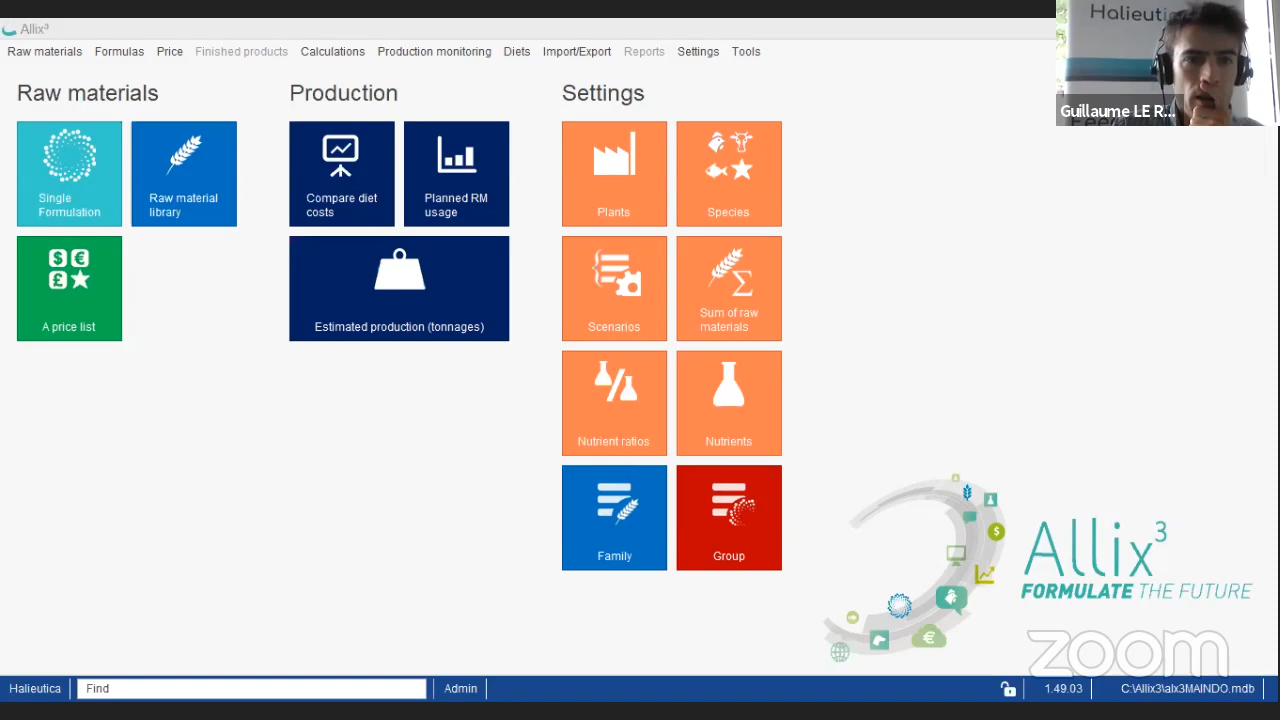 Allix³
Raw materials Formulas Price Finished products Calculations Production monitoring Diets Import/Export Reports Settings Tools
Guillaume LE R...
Raw materials
Production
Settings
Single
Formulation
Raw material
library
Compare diet
costs
Planned RM
usage
Plants
Species
A price list
Estimated production (tonnages)
Scenarios
Sum of raw
materials
Nutrient ratios
Nutrients
Family
Group
Allix³
FORMULATE THE FUTURE
zoom
Halieutica
Find
Admin
1.49.03
C:\Allix3\alx3MAINDO.mdb